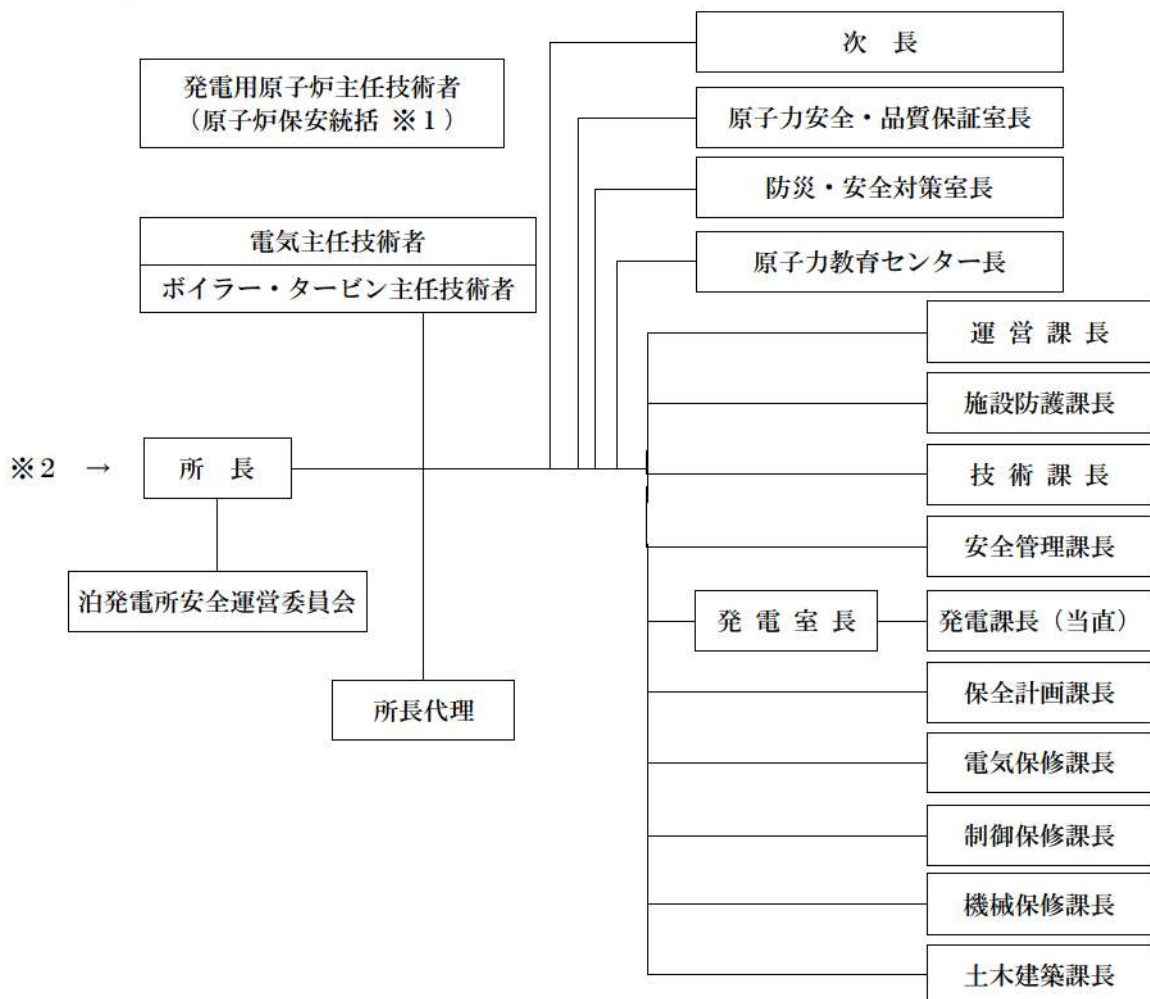 次 長
発電用原子炉主任技術者
（原子炉保安統括 ※1）
原子力安全・品質保証室長
防災・安全対策室長
電気主任技術者
原子力教育センター長
ボイラー・タービン主任技術者
運 営 課 長
施設防護課長
※2 →
所 長
技 術 課 長
安全管理課長
泊発電所安全運営委員会
発 電 室 長
発電課長（当直）
所長代理
保全計画課長
電気保修課長
制御保修課長
機械保修課長
土木建築課長